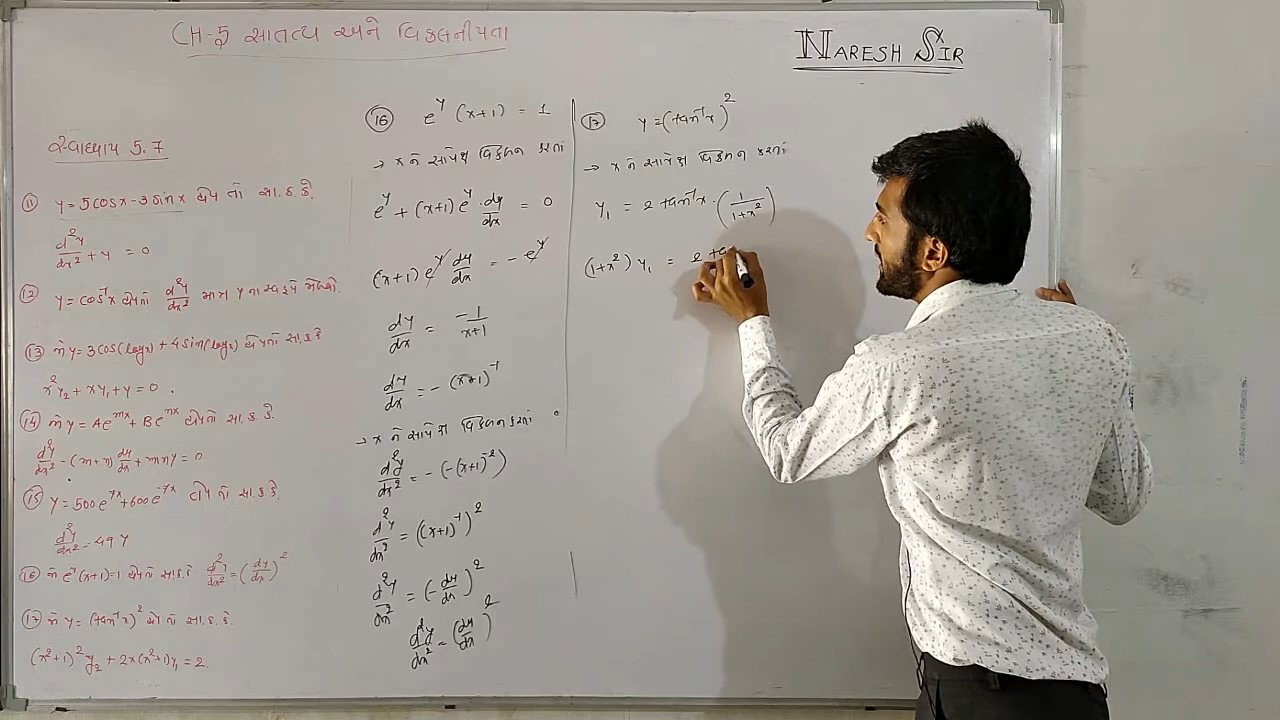 CH-5 સાતત્ય અને વિકલનીયતા
NARESH SIR
સ્વાધ્યાય 5.7
⑪ y = 5cosx - 3sinx હોય તો સા.ક.કે.
d²y/dx² + y = 0
⑫ y = cos⁻¹x હોય તો d²y/dx² માત્ર y ના સ્વરૂપે મેળવો.
⑬ જો y = 3cos(logx) + 4sin(logx) હોય તો સા.ક.કે
x²y₂ + xy₁ + y = 0.
⑭ જો y = Ae^mx + Be^nx હોય તો સા.ક.કે.
d²y/dx² - (m+n) dy/dx + mny = 0
⑮ y = 500e^7x + 600e^-7x હોય તો સા.ક.કે.
d²y/dx² = 49y
⑯ જો e^y (x+1) = 1 હોય તો સા.ક.કે d²y/dx² = (dy/dx)²
⑰ જો y = (tan⁻¹x)² હોય તો સા.ક.કે.
(x²+1)² y₂ + 2x(x²+1)y₁ = 2.
⑯ e^y (x+1) = 1
→ x ને સાપેક્ષ વિકલન કરતાં
e^y + (x+1) e^y · dy/dx = 0
(x+1) e^y dy/dx = - e^y
dy/dx = -1/(x+1)
dy/dx = - (x+1)⁻¹
→ x ને સાપેક્ષ વિકલન કરતાં
d²y/dx² = - (-(x+1)⁻²)
d²y/dx² = ((x+1)⁻¹)²
d²y/dx² = (- dy/dx)²
d²y/dx² = (dy/dx)²
⑰ y = (tan⁻¹x)²
→ x ને સાપેક્ષ વિકલન કરતાં
y₁ = 2 tan⁻¹x · (1/(1+x²))
(1+x²) y₁ = 2 ta